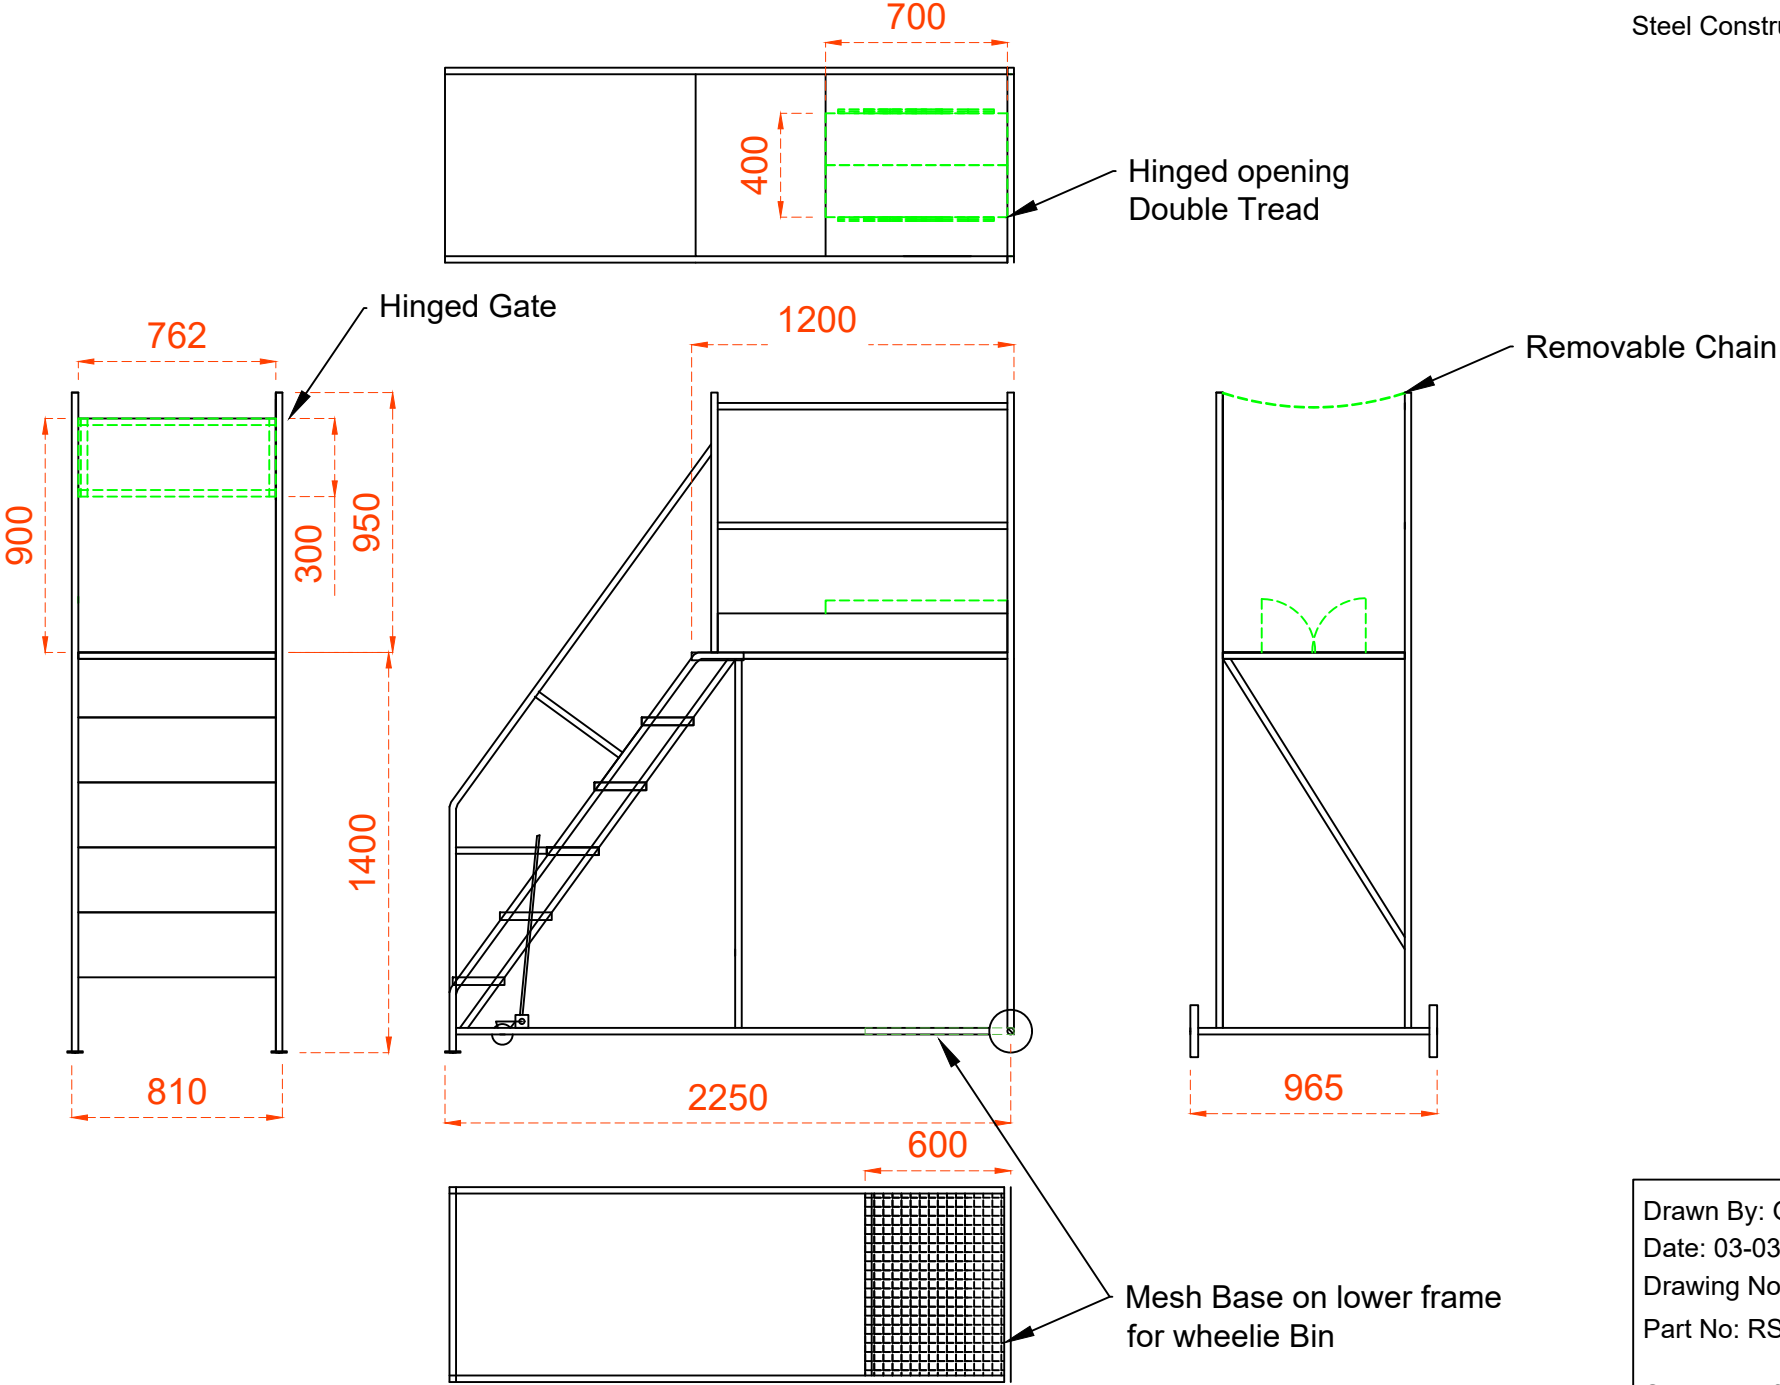 700
Steel
400
Hinged opening
Double Tread
Hinged Gate
762
1200
Removable Chain
900
300
950
1400
810
2250
965
600
Mesh Base on lower frame
for wheelie Bin
Drawn By:
Date: 03-03
Drawing No
Part No: RS